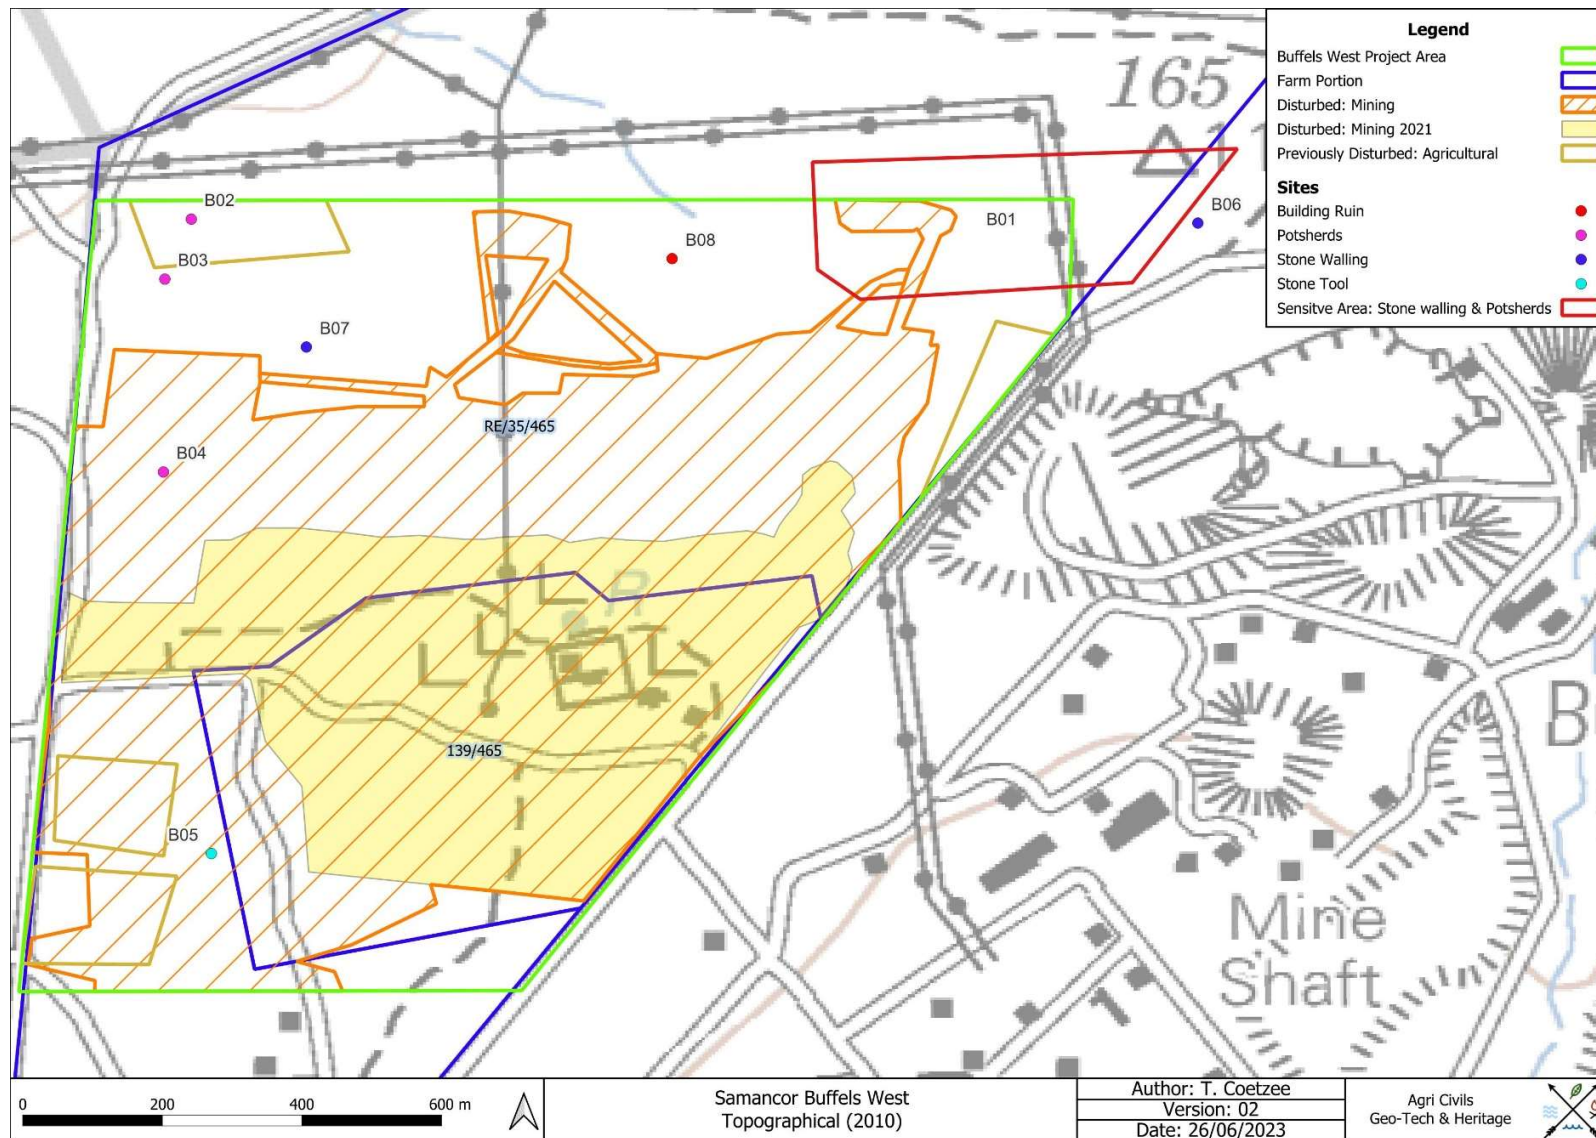 165
B02
B03
B08
B01
B06
B07
RE/35/465
B04
139/465
B05
Mine
Shaft
Legend
Buffels West Project Area
Farm Portion
Disturbed: Mining
Disturbed: Mining 2021
Previously Disturbed: Agricultural
Sites
Building Ruin
Potsherds
Stone Walling
Stone Tool
Sensitve Area: Stone walling & Potsherds
0 200 400 600 m
Samancor Buffels West
Topographical (2010)
Author: T. Coetzee
Version: 02
Date: 26/06/2023
Agri Civils
Geo-Tech & Heritage